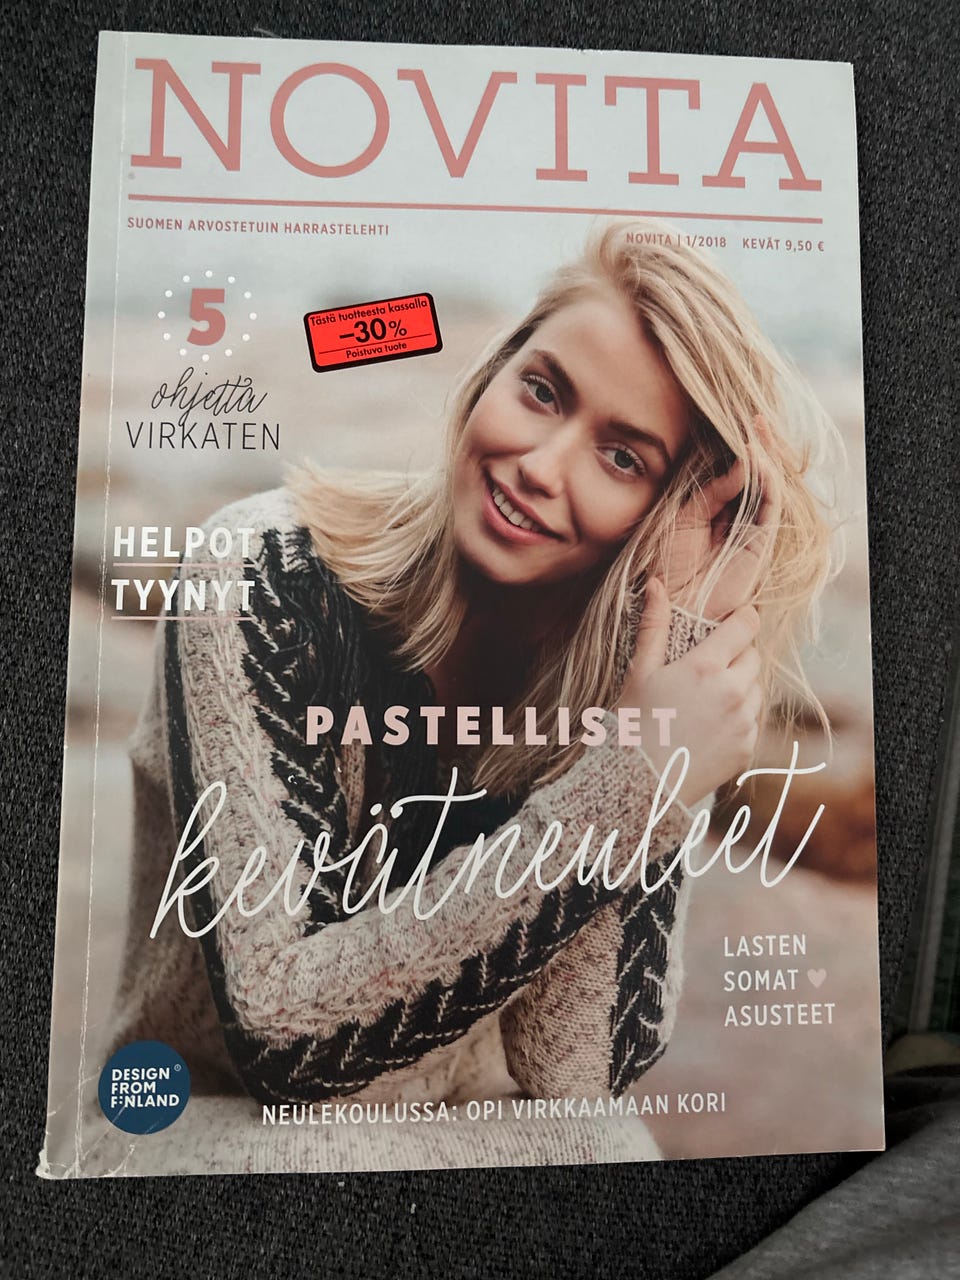 NOVITA
SUOMEN ARVOSTETUIN HARRASTELEHTI
NOVITA | 1/2018 KEVÄT 9,50 €
5
ohjetta
VIRKATEN
Tästä tuotteesta kassalla
–30%
Poistuva tuote
HELPOT
TYYNYT
PASTELLISET
kevätneuleet
LASTEN
SOMAT ♥
ASUSTEET
DESIGN
FROM
FINLAND
NEULEKOULUSSA: OPI VIRKKAAMAAN KORI